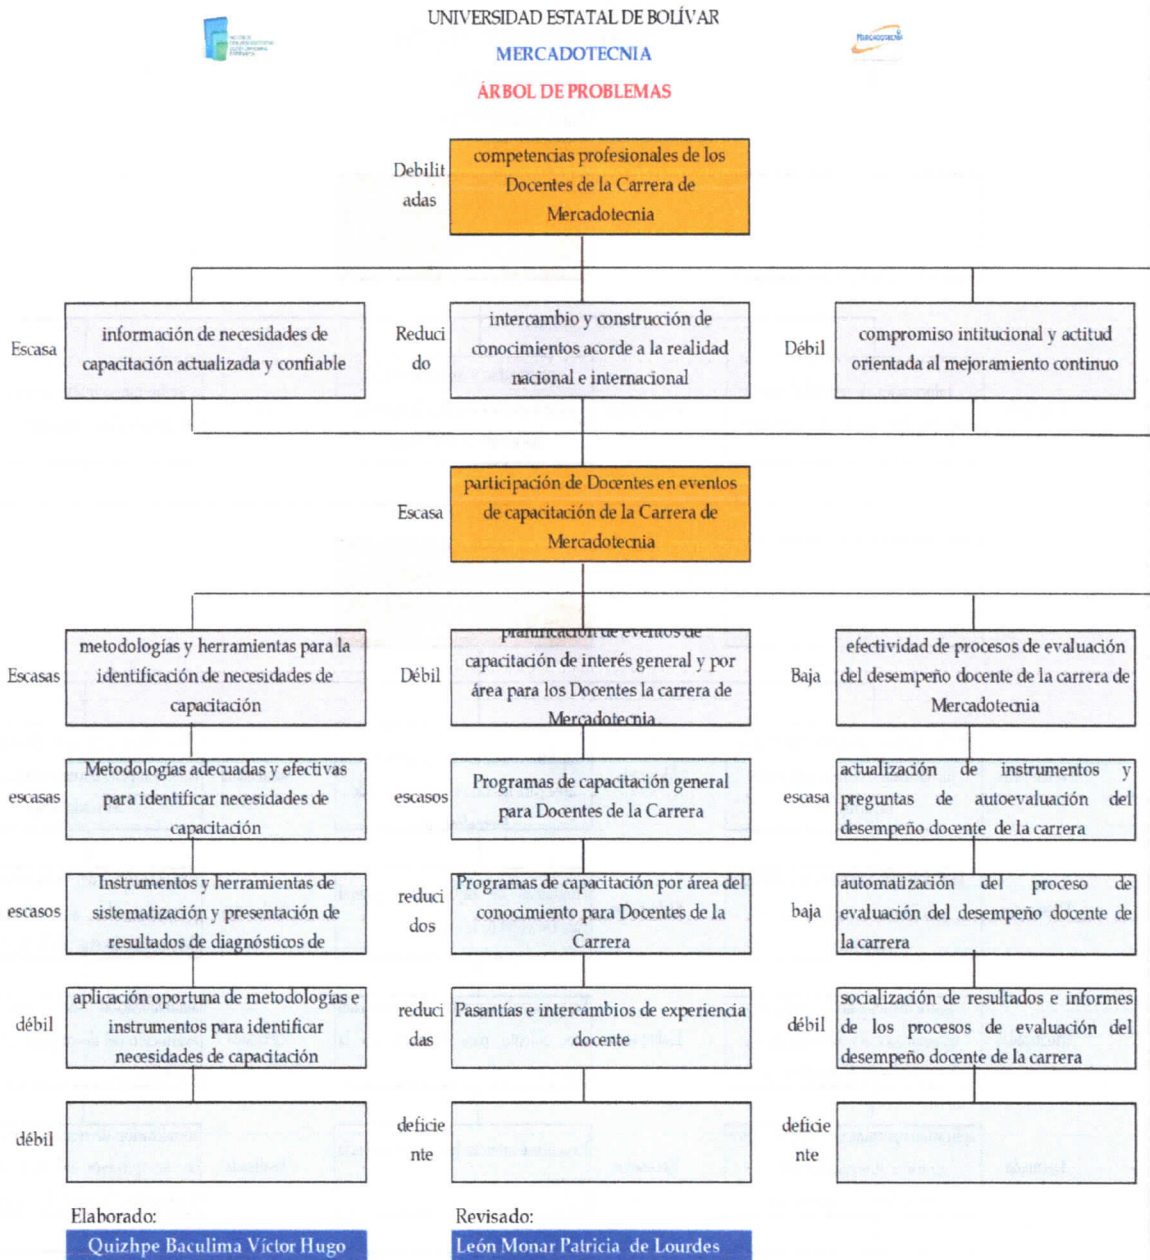 UNIVERSIDAD ESTATAL DE BOLÍVAR
MERCADOTECNIA
MERCADOTECNIA
ÁRBOL DE PROBLEMAS
Debilit
adas
competencias profesionales de los
Docentes de la Carrera de
Mercadotecnia
Escasa
información de necesidades de
capacitación actualizada y confiable
Reduci
do
intercambio y construcción de
conocimientos acorde a la realidad
nacional e internacional
Débil
compromiso intitucional y actitud
orientada al mejoramiento continuo
Escasa
participación de Docentes en eventos
de capacitación de la Carrera de
Mercadotecnia
Escasas
metodologías y herramientas para la
identificación de necesidades de
capacitación
Débil
planificación de eventos de
capacitación de interés general y por
área para los Docentes la carrera de
Mercadotecnia
Baja
efectividad de procesos de evaluación
del desempeño docente de la carrera de
Mercadotecnia
escasas
Metodologías adecuadas y efectivas
para identificar necesidades de
capacitación
escasos
Programas de capacitación general
para Docentes de la Carrera
escasa
actualización de instrumentos y
preguntas de autoevaluación del
desempeño docente de la carrera
escasos
Instrumentos y herramientas de
sistematización y presentación de
resultados de diagnósticos de
reduci
dos
Programas de capacitación por área del
conocimiento para Docentes de la
Carrera
baja
automatización del proceso de
evaluación del desempeño docente de
la carrera
débil
aplicación oportuna de metodologías e
instrumentos para identificar
necesidades de capacitación
reduci
das
Pasantías e intercambios de experiencia
docente
débil
socialización de resultados e informes
de los procesos de evaluación del
desempeño docente de la carrera
débil
deficie
nte
deficie
nte
Elaborado:
Quizhpe Baculima Víctor Hugo
Revisado:
León Monar Patricia de Lourdes